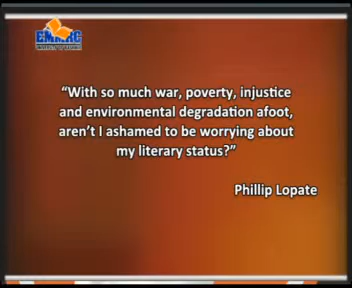 EMMRC
“With so much war, poverty, injustice
and environmental degradation afoot,
aren’t I ashamed to be worrying about
my literary status?”
Phillip Lopate